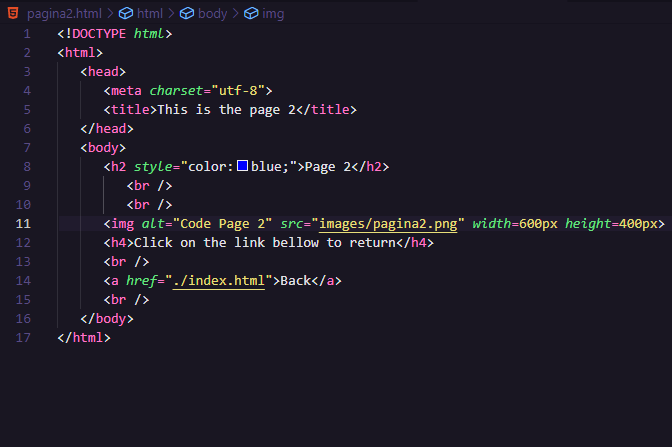 pagina2.html > html > body > img
1 <!DOCTYPE html>
2 <html>
3 <head>
4 <meta charset="utf-8">
5 <title>This is the page 2</title>
6 </head>
7 <body>
8 <h2 style="color:blue;">Page 2</h2>
9 <br />
10 <br />
11 <img alt="Code Page 2" src="images/pagina2.png" width=600px height=400px>
12 <h4>Click on the link bellow to return</h4>
13 <br />
14 <a href="./index.html">Back</a>
15 <br />
16 </body>
17 </html>